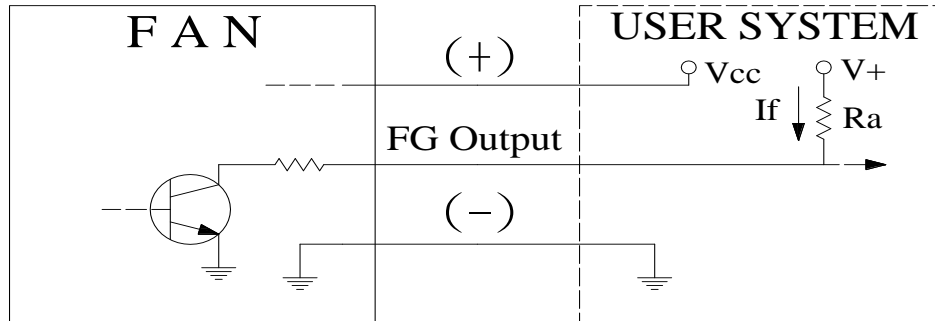 F A N
USER SYSTEM
(+)
Vcc
V+
If
Ra
FG Output
(-)